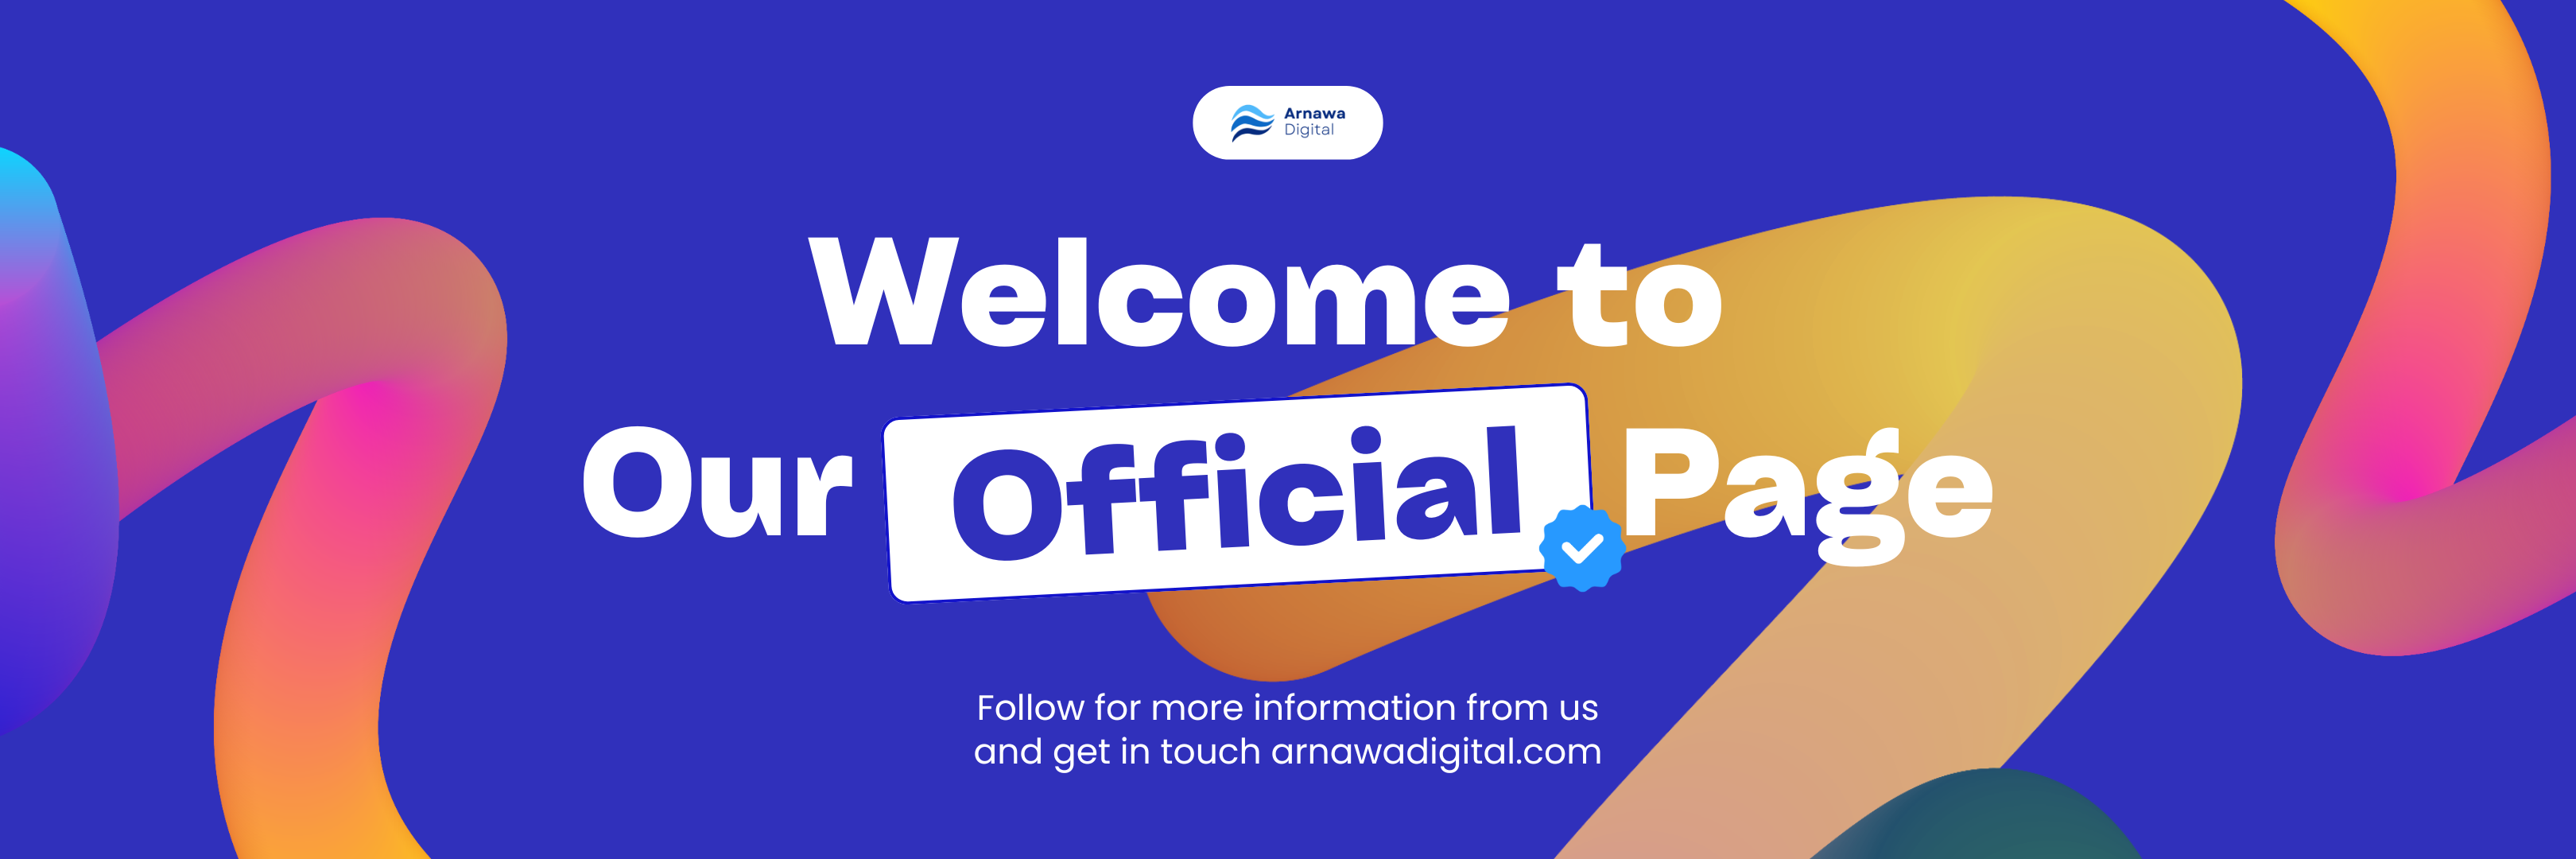 Arnawa
Digital
Welcome to
Our Official Page
Follow for more information from us
and get in touch arnawadigital.com